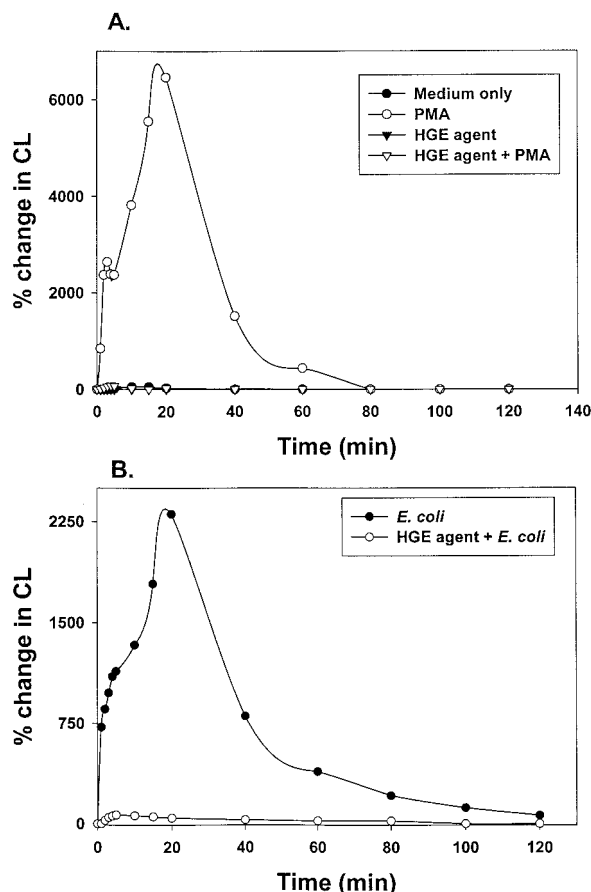 A.
% change in CL
6000
4000
2000
0
Medium only
PMA
HGE agent
HGE agent + PMA
0 20 40 60 80 100 120 140
Time (min)
B.
% change in CL
2250
1500
750
0
E. coli
HGE agent + E. coli
0 20 40 60 80 100 120
Time (min)